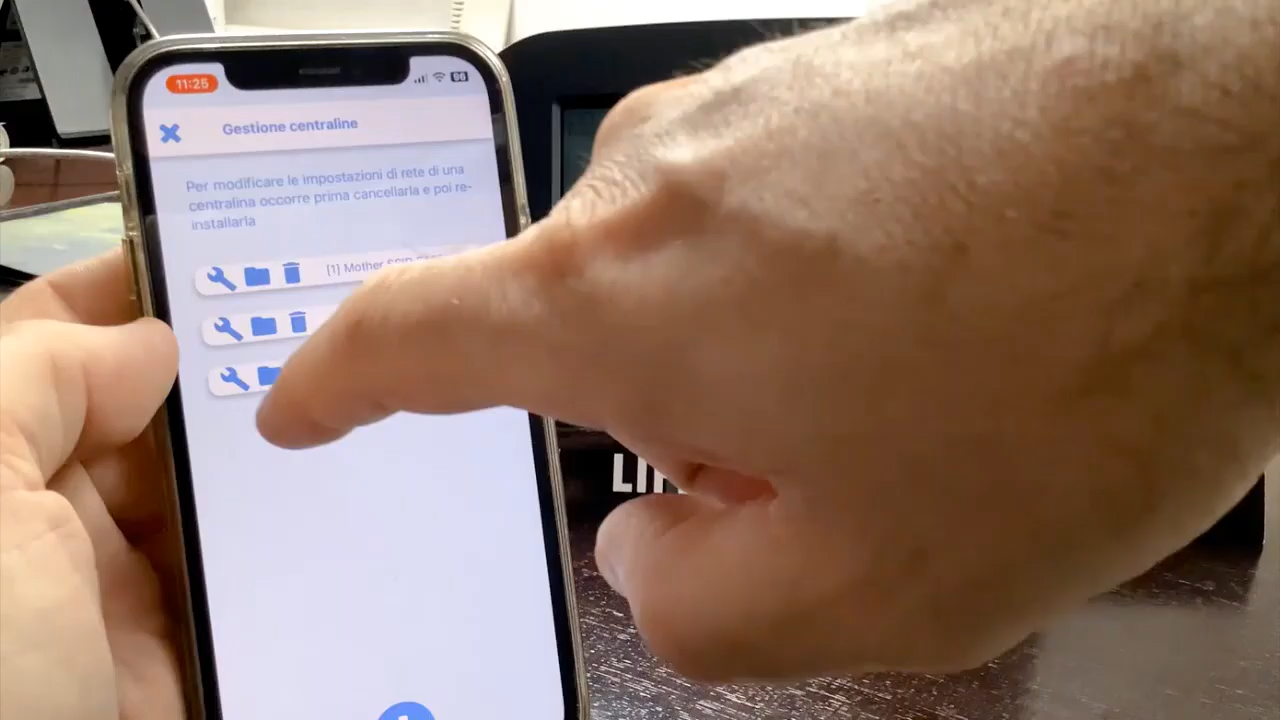 11:25
Gestione centraline
Per modificare le impostazioni di rete di una
centralina occorre prima cancellarla e poi re-
installarla
[1] Mother